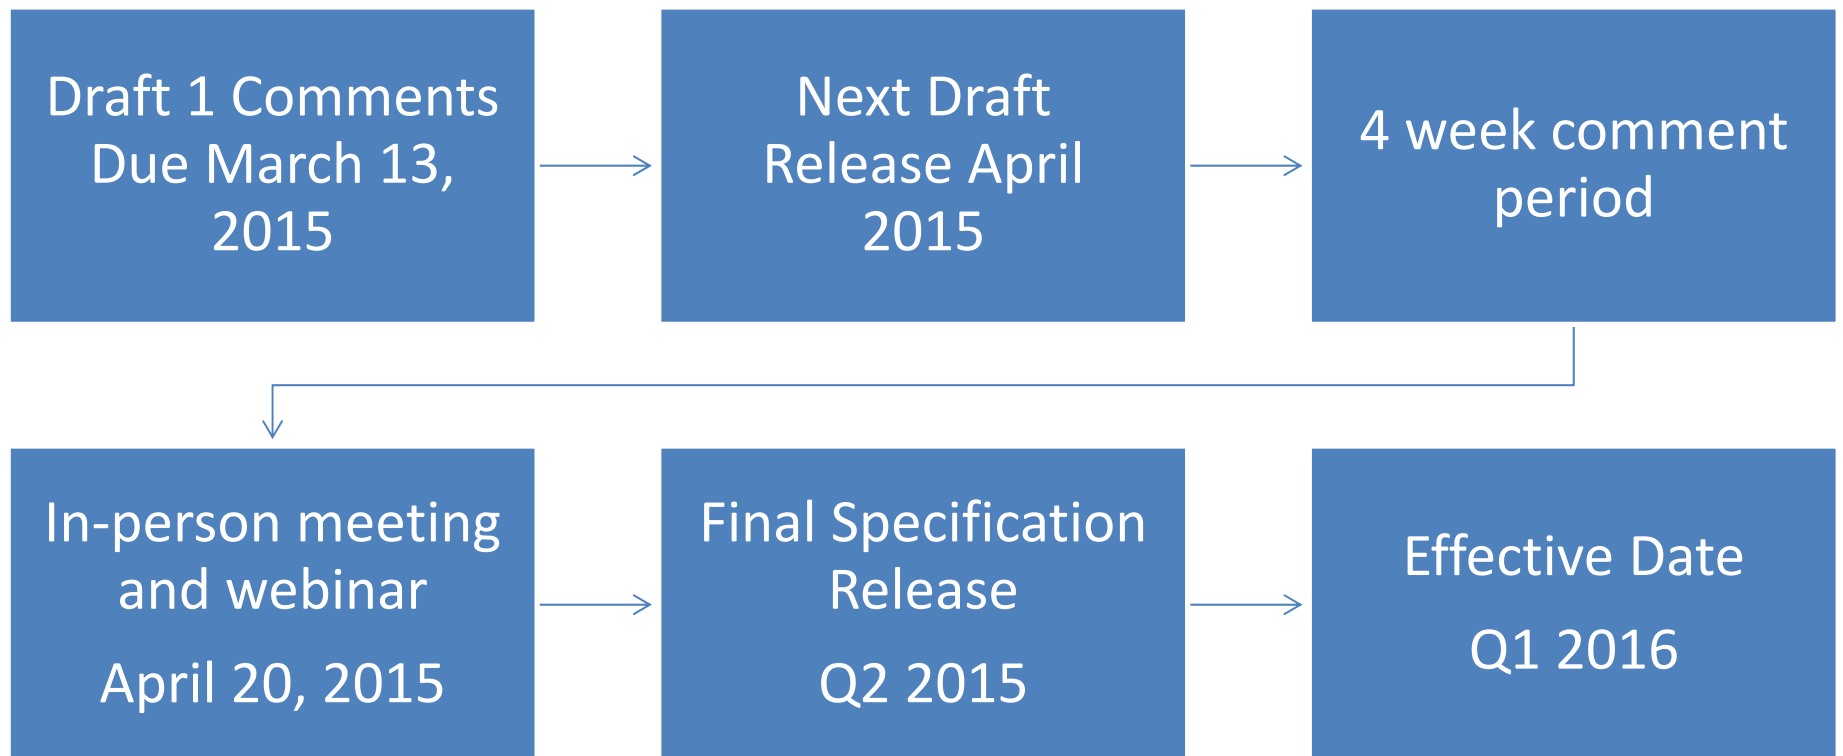 Draft 1 Comments
Due March 13,
2015
Next Draft
Release April
2015
4 week comment
period
In-person meeting
and webinar
April 20, 2015
Final Specification
Release
Q2 2015
Effective Date
Q1 2016